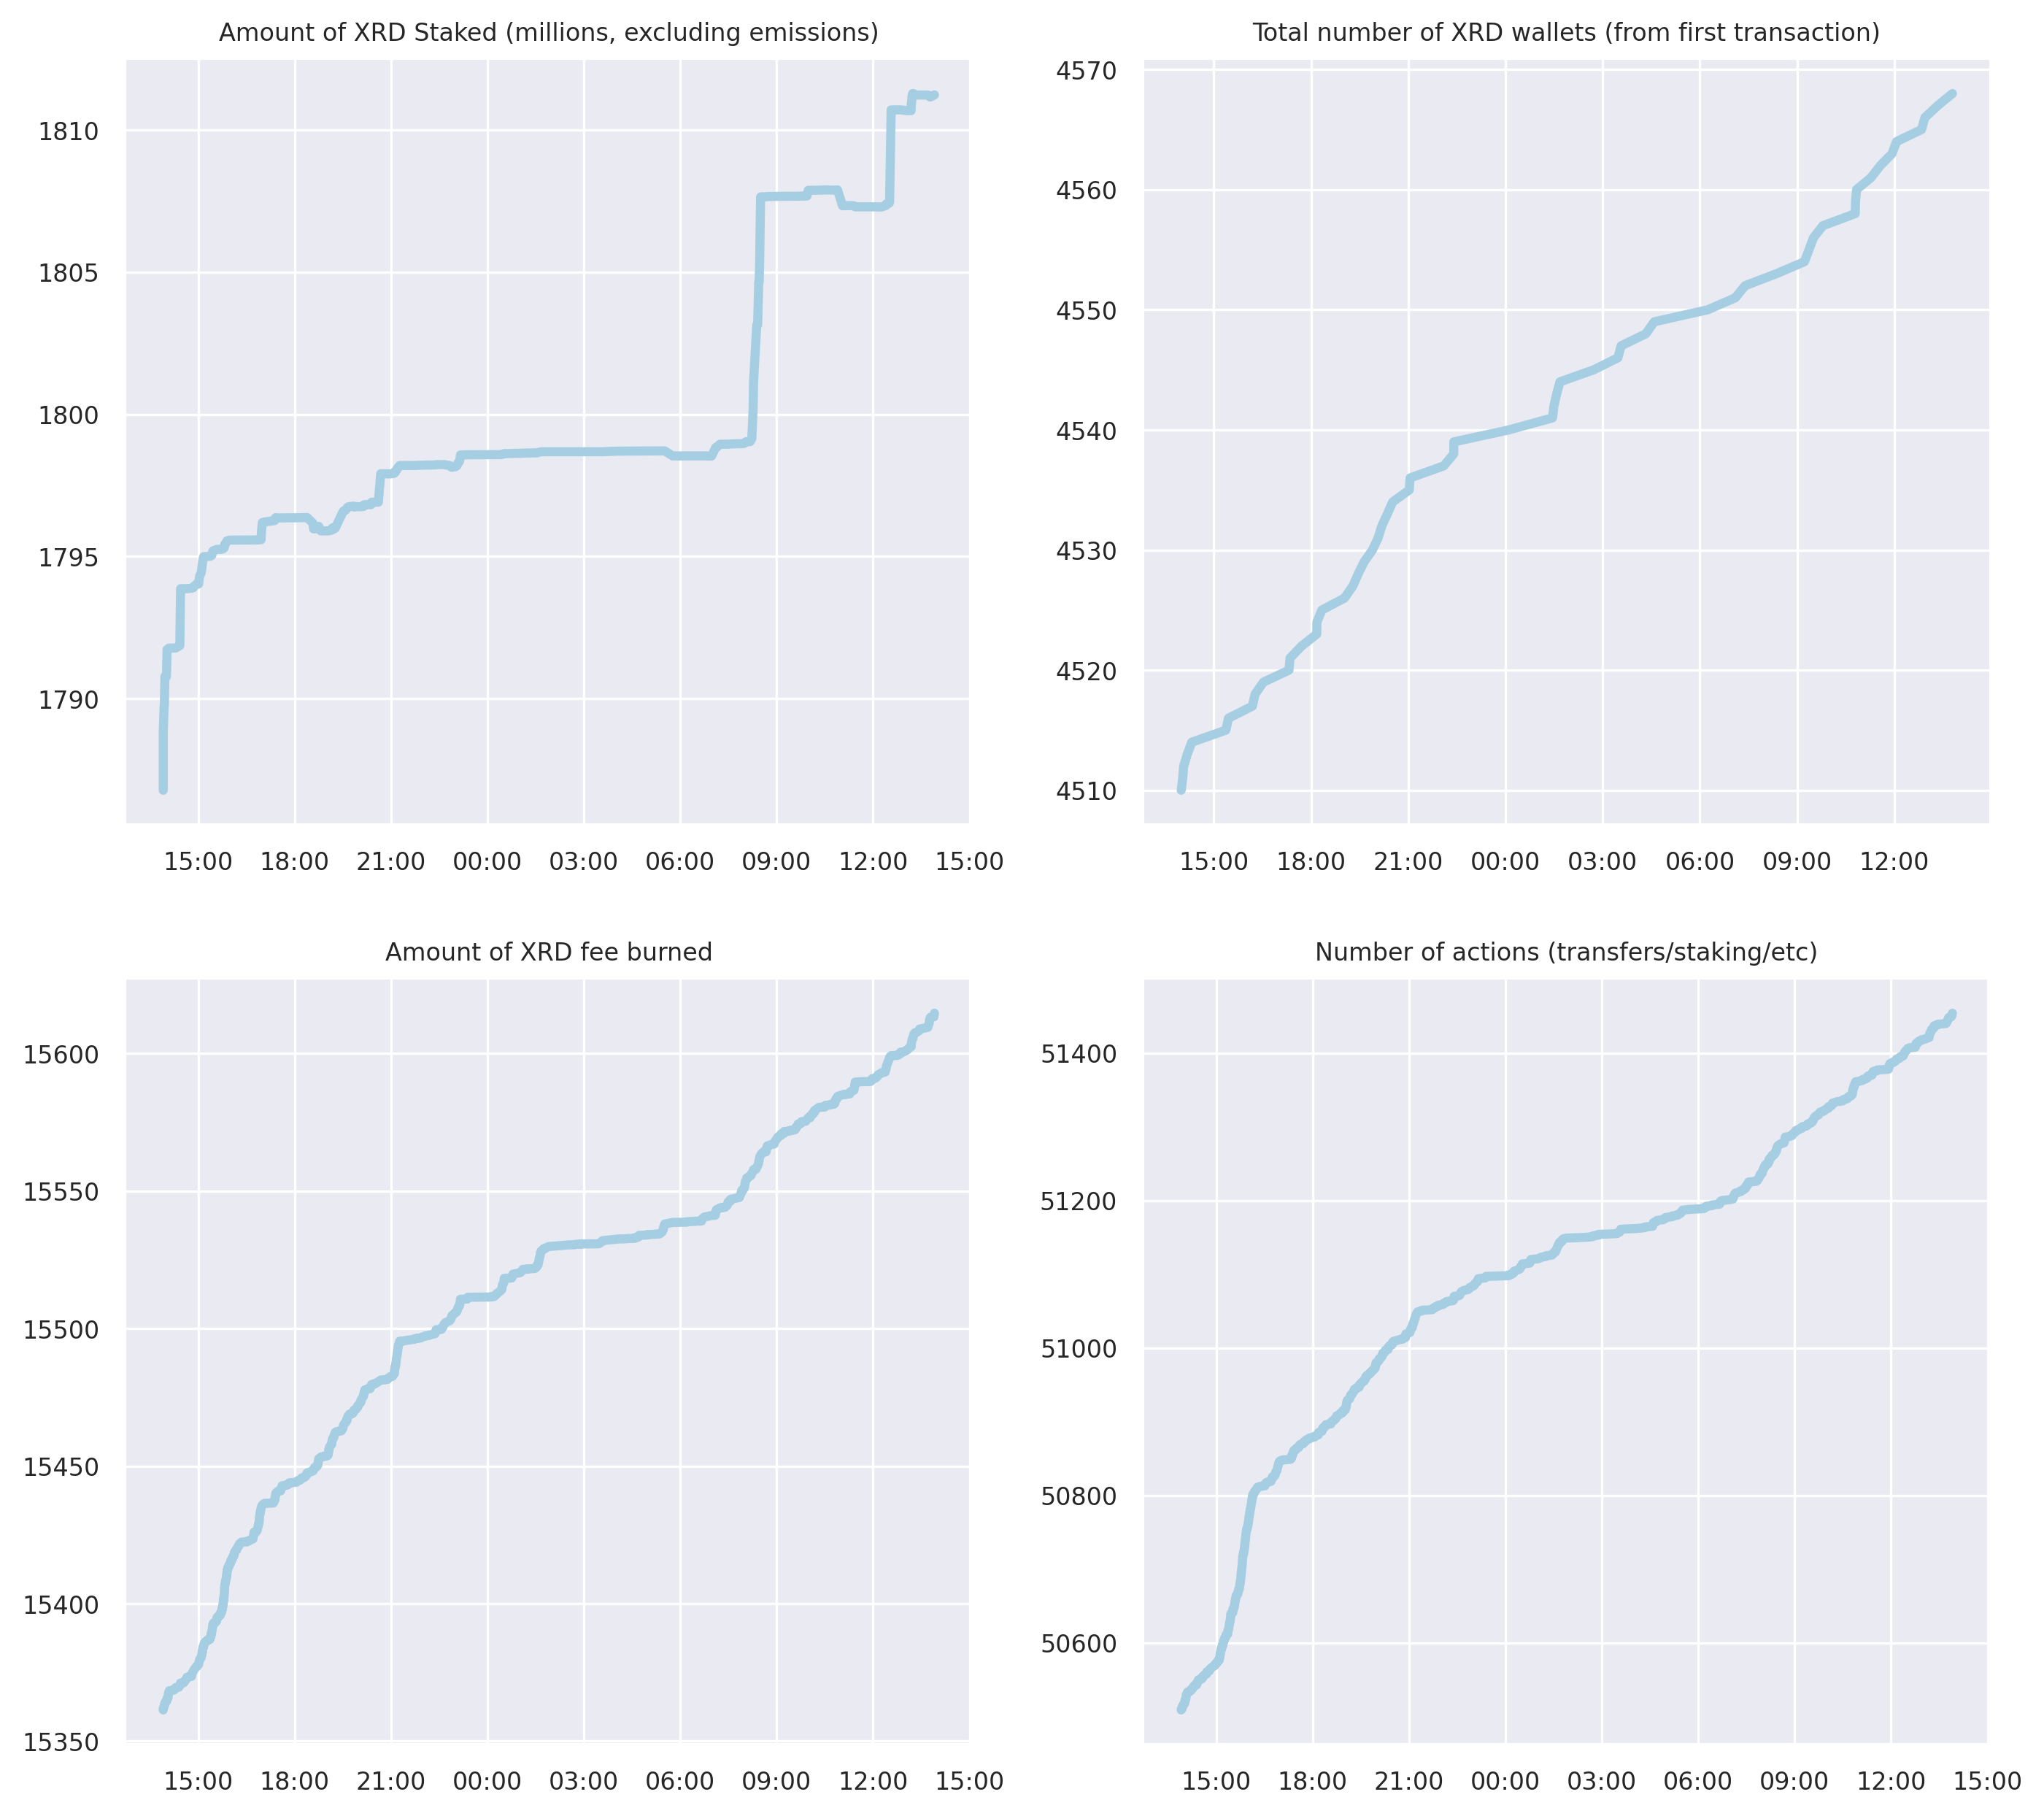 Amount of XRD Staked (millions, excluding emissions)
1810
1805
1800
1795
1790
15:00 18:00 21:00 00:00 03:00 06:00 09:00 12:00 15:00
Total number of XRD wallets (from first transaction)
4570
4560
4550
4540
4530
4520
4510
15:00 18:00 21:00 00:00 03:00 06:00 09:00 12:00
Amount of XRD fee burned
15600
15550
15500
15450
15400
15350
15:00 18:00 21:00 00:00 03:00 06:00 09:00 12:00 15:00
Number of actions (transfers/staking/etc)
51400
51200
51000
50800
50600
15:00 18:00 21:00 00:00 03:00 06:00 09:00 12:00 15:00